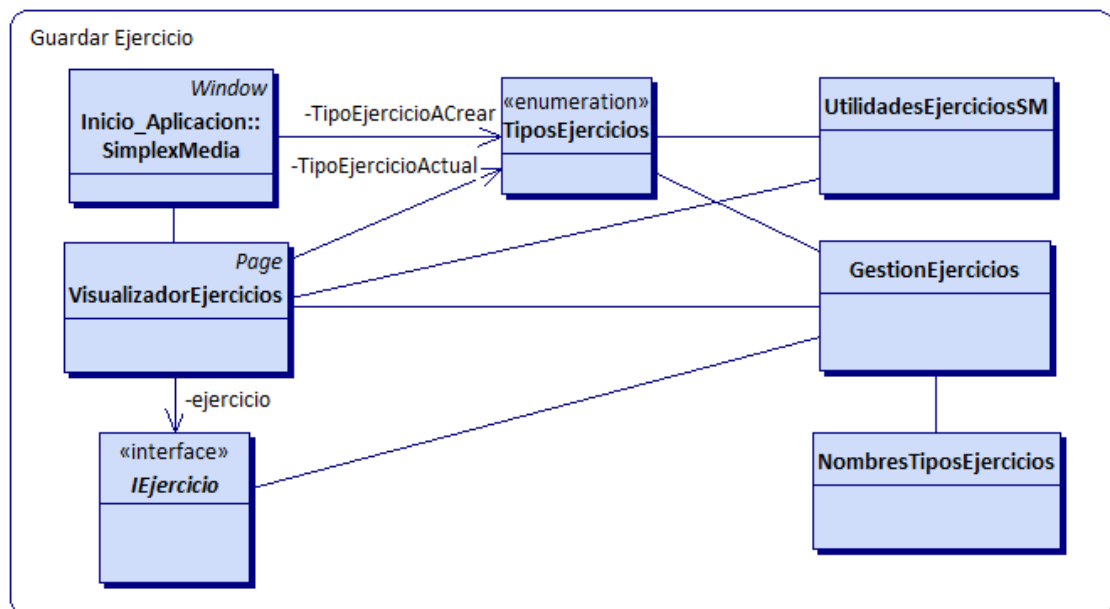 Guardar Ejercicio
Window
Inicio_Aplicacion::
SimplexMedia
-TipoEjercicioACrear
«enumeration»
TiposEjercicios
UtilidadesEjerciciosSM
-TipoEjercicioActual
Page
VisualizadorEjercicios
GestionEjercicios
-ejercicio
«interface»
IEjercicio
NombresTiposEjercicios